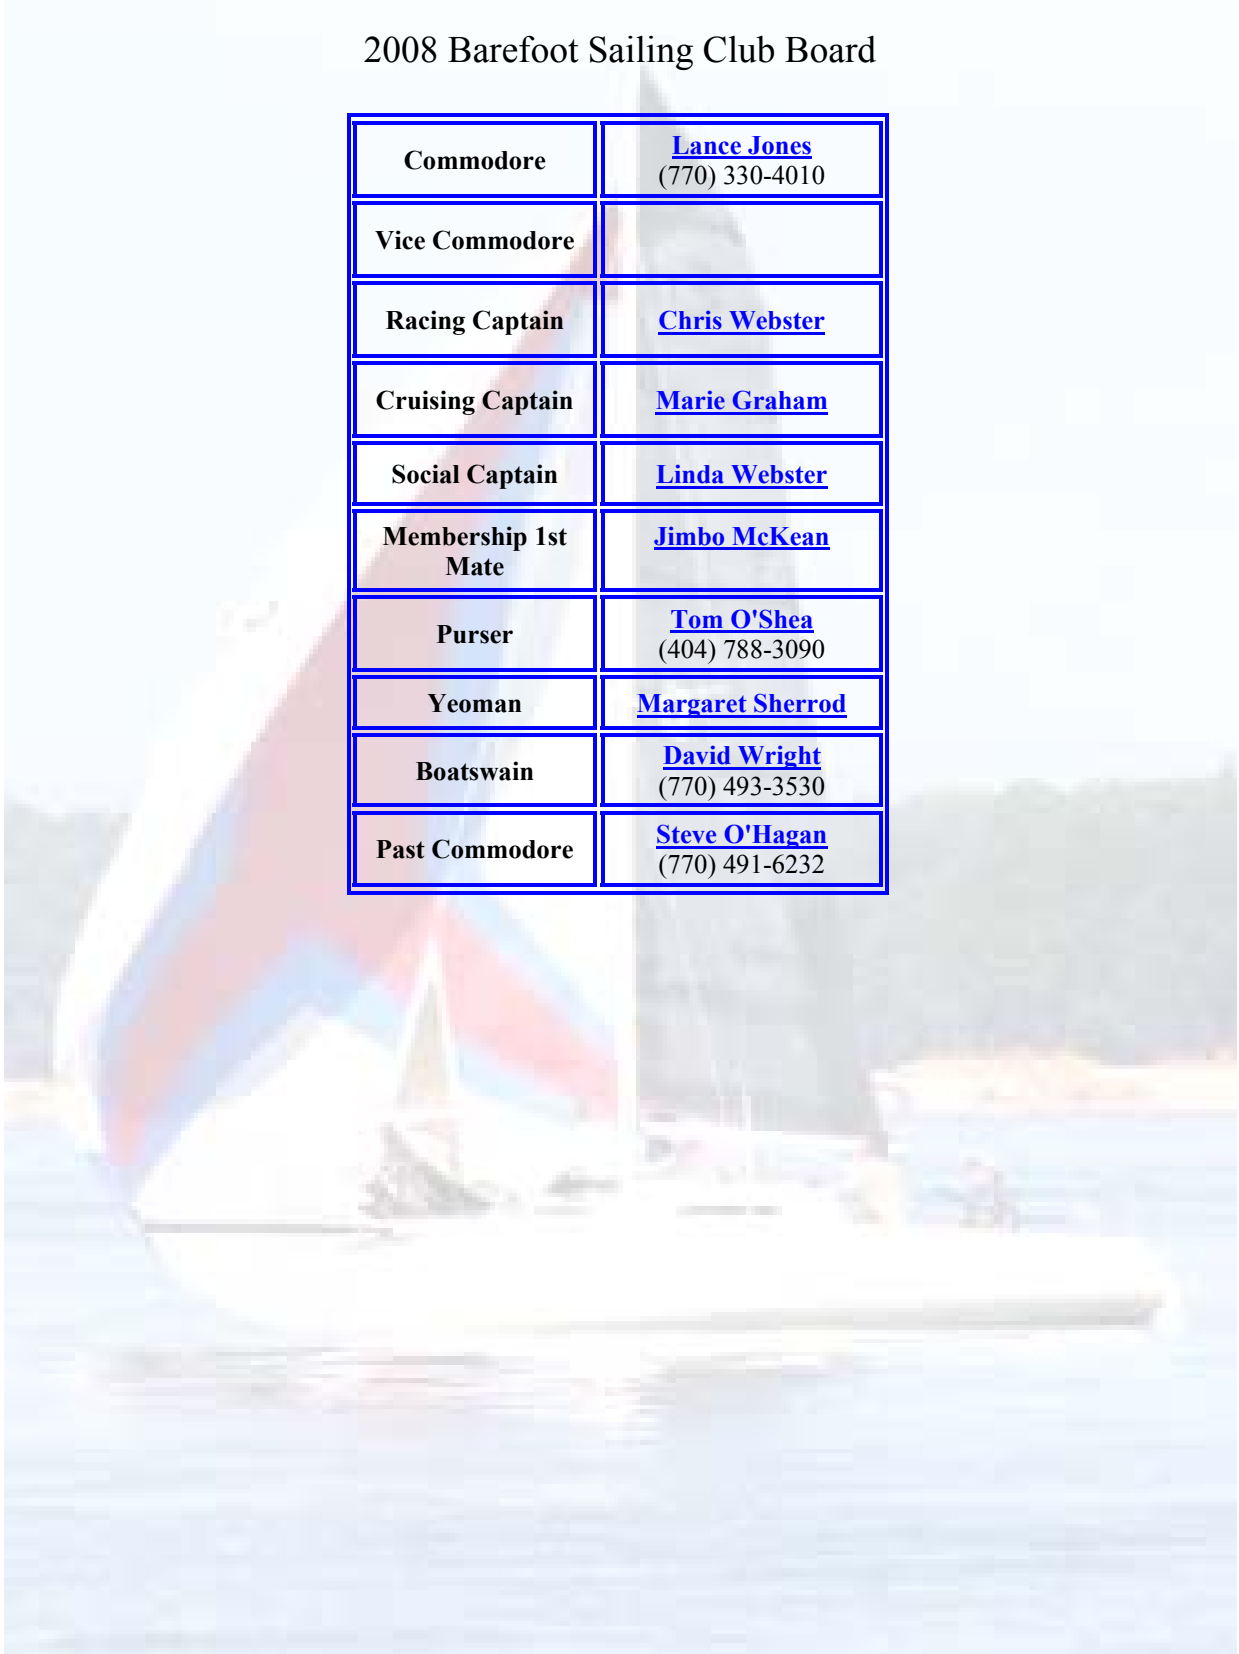 2008 Barefoot Sailing Club Board
Commodore
Lance Jones
(770) 330-4010
Vice Commodore
Racing Captain
Chris Webster
Cruising Captain
Marie Graham
Social Captain
Linda Webster
Membership 1st
Mate
Jimbo McKean
Purser
Tom O'Shea
(404) 788-3090
Yeoman
Margaret Sherrod
Boatswain
David Wright
(770) 493-3530
Past Commodore
Steve O'Hagan
(770) 491-6232